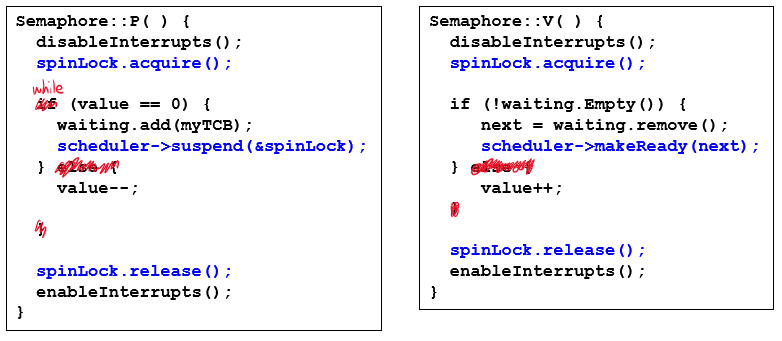 Semaphore::P( ) {
disableInterrupts();
spinLock.acquire();
while
if (value == 0) {
waiting.add(myTCB);
scheduler->suspend(&spinLock);
} else {
value--;
}
spinLock.release();
enableInterrupts();
}
Semaphore::V( ) {
disableInterrupts();
spinLock.acquire();
if (!waiting.Empty()) {
next = waiting.remove();
scheduler->makeReady(next);
}
value++;
spinLock.release();
enableInterrupts();
}